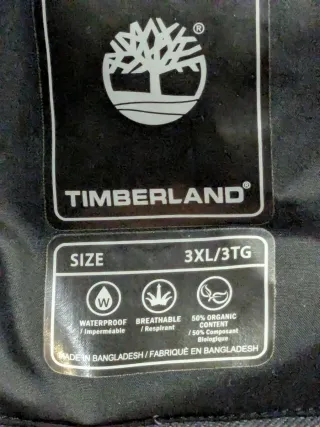 ®
TIMBERLAND®
SIZE 3XL/3TG
W
WATERPROOF
/ Imperméable
BREATHABLE
/ Respirant
50% ORGANIC
CONTENT
/ 50% Composant
Biologique
MADE IN BANGLADESH / FABRIQUÉ EN BANGLADESH